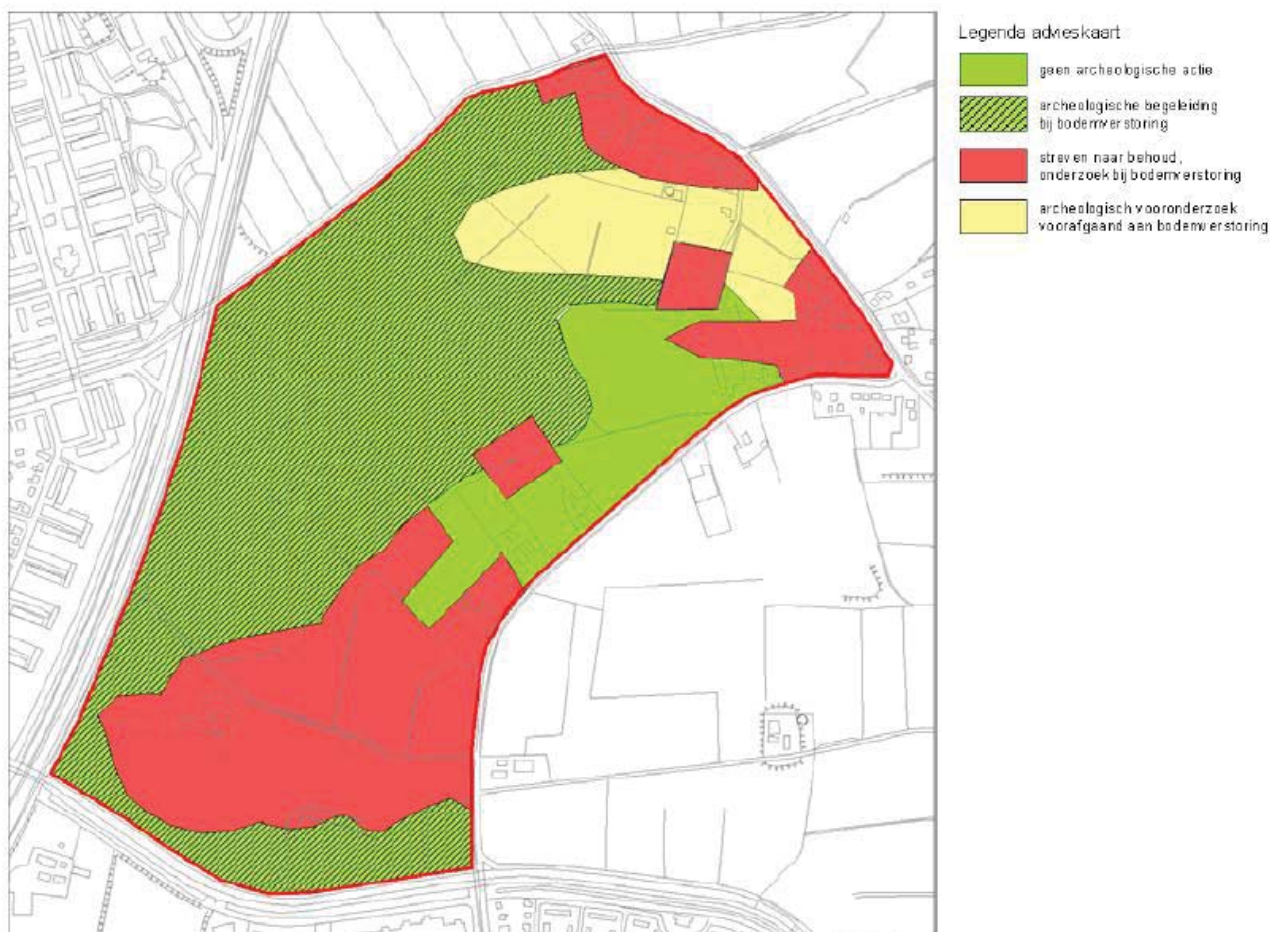 Legenda advieskaart
geen archeologische actie
archeologische begeleiding
bij bodemverstoring
streven naar behoud,
onderzoek bij bodemverstoring
archeologisch vooronderzoek
voorafgaand aan bodemverstoring